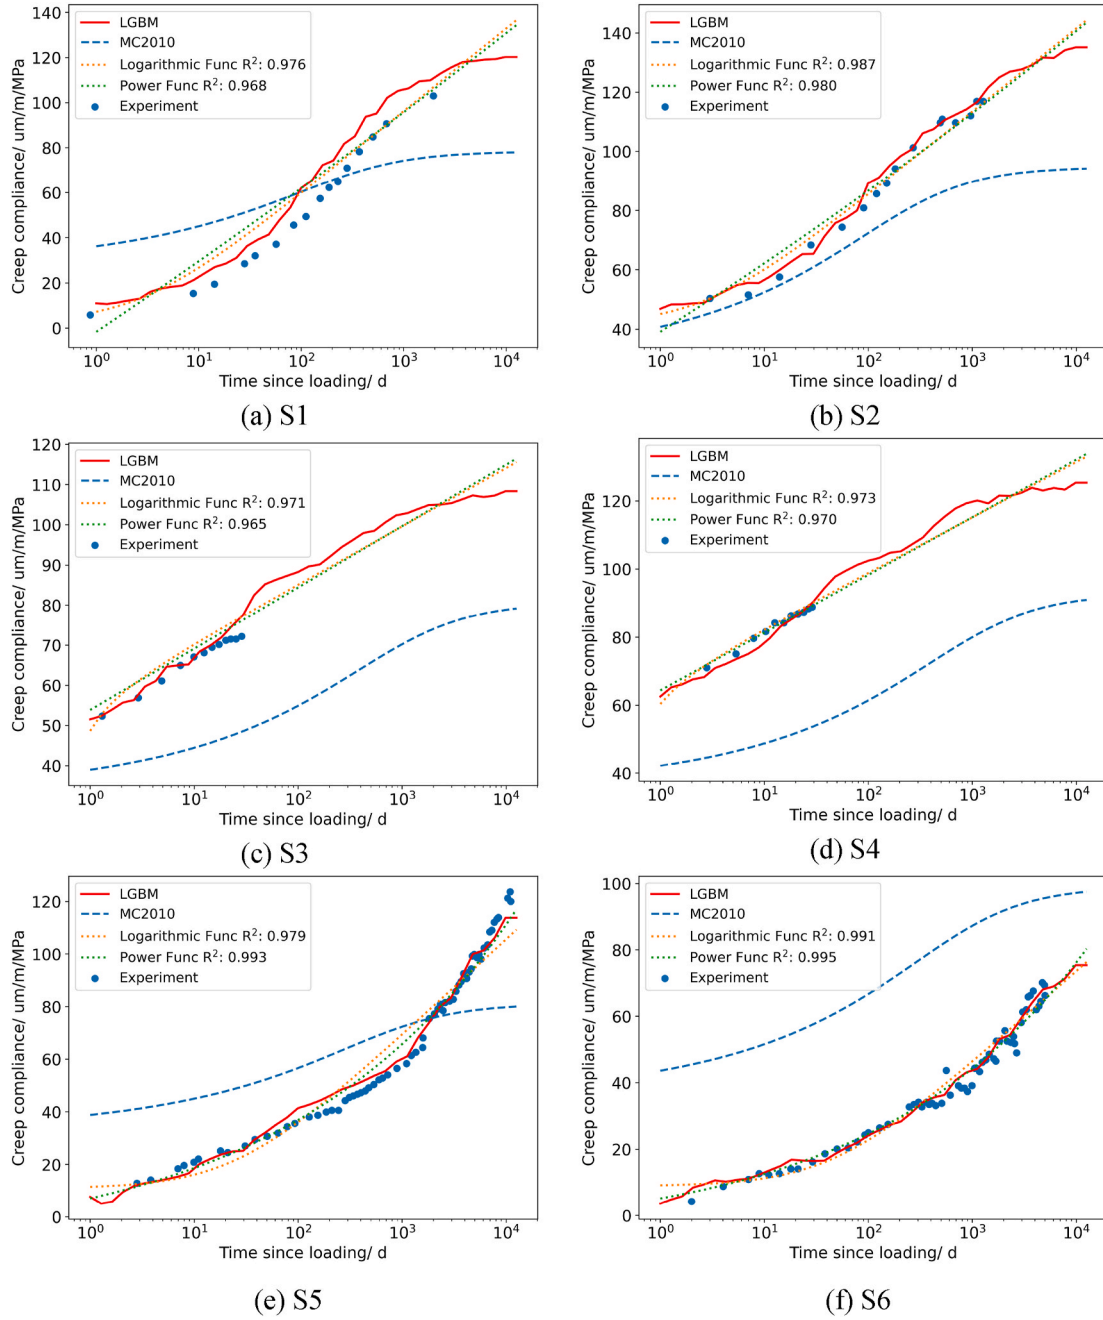 LGBM
MC2010
Logarithmic Func R²: 0.976
Power Func R²: 0.968
Experiment
Creep compliance/ um/m/MPa
140
120
100
80
60
40
20
0
10⁰
10¹
10²
10³
10⁴
Time since loading/ d
(a) S1
LGBM
MC2010
Logarithmic Func R²: 0.987
Power Func R²: 0.980
Experiment
Creep compliance/ um/m/MPa
140
120
100
80
60
40
10⁰
10¹
10²
10³
10⁴
Time since loading/ d
(b) S2
LGBM
MC2010
Logarithmic Func R²: 0.971
Power Func R²: 0.965
Experiment
Creep compliance/ um/m/MPa
120
110
100
90
80
70
60
50
40
10⁰
10¹
10²
10³
10⁴
Time since loading/ d
(c) S3
LGBM
MC2010
Logarithmic Func R²: 0.973
Power Func R²: 0.970
Experiment
Creep compliance/ um/m/MPa
120
100
80
60
40
10⁰
10¹
10²
10³
10⁴
Time since loading/ d
(d) S4
LGBM
MC2010
Logarithmic Func R²: 0.979
Power Func R²: 0.993
Experiment
Creep compliance/ um/m/MPa
120
100
80
60
40
20
0
10⁰
10¹
10²
10³
10⁴
Time since loading/ d
(e) S5
LGBM
MC2010
Logarithmic Func R²: 0.991
Power Func R²: 0.995
Experiment
Creep compliance/ um/m/MPa
100
80
60
40
20
0
10⁰
10¹
10²
10³
10⁴
Time since loading/ d
(f) S6